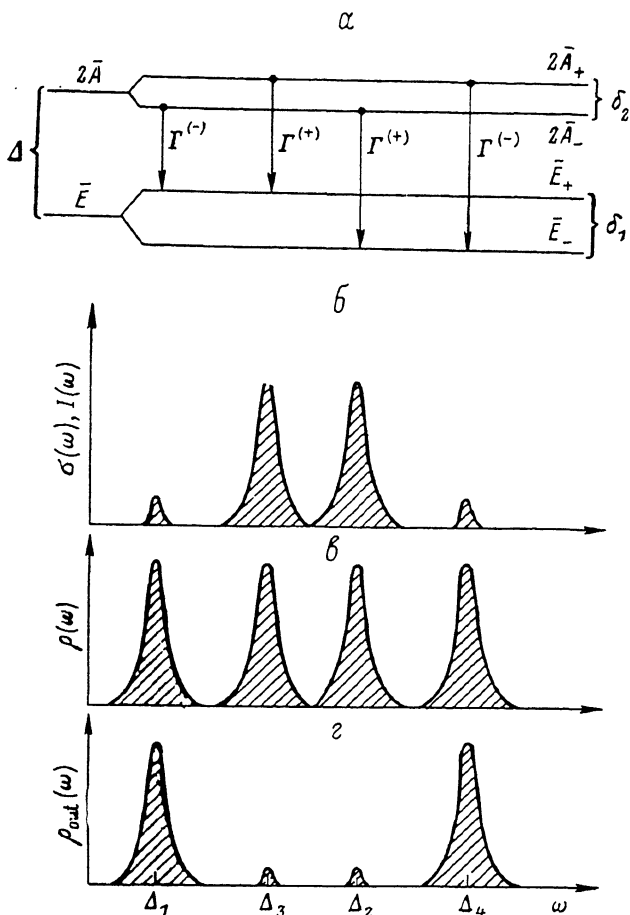 а
2Ā 2Ā₊
δ₂
Γ⁽⁻⁾ Γ⁽⁺⁾ Γ⁽⁺⁾ Γ⁽⁻⁾ 2Ā₋
Δ
Ē Ē₊
Ē₋ δ₁
б
σ(ω), I(ω)
в
ρ(ω)
г
ρout(ω)
Δ₁ Δ₃ Δ₂ Δ₄ ω